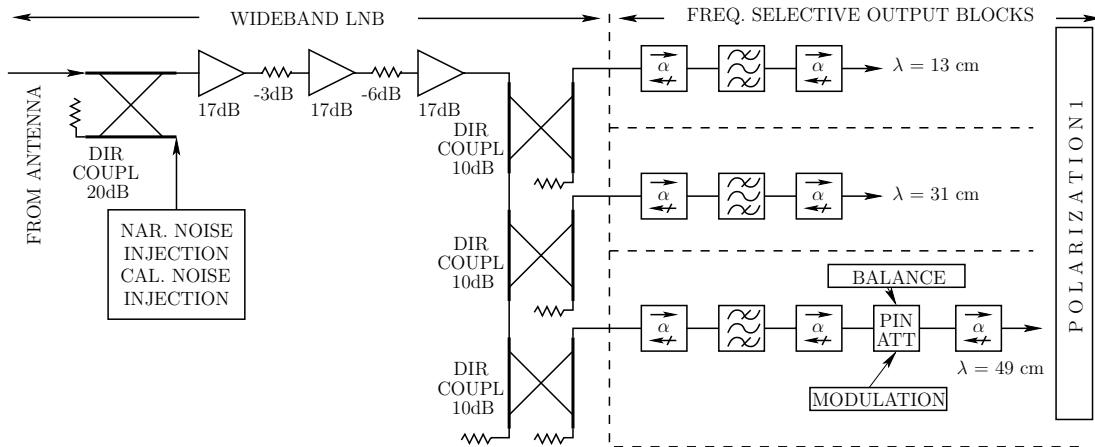 WIDEBAND LNB
FREQ. SELECTIVE OUTPUT BLOCKS
FROM ANTENNA
DIR
COUPL
20dB
NAR. NOISE
INJECTION
CAL. NOISE
INJECTION
17dB
-3dB
17dB
-6dB
17dB
DIR
COUPL
10dB
α
α
λ = 13 cm
DIR
COUPL
10dB
α
α
λ = 31 cm
DIR
COUPL
10dB
α
α
BALANCE
PIN
ATT
MODULATION
α
λ = 49 cm
POLARIZATION1